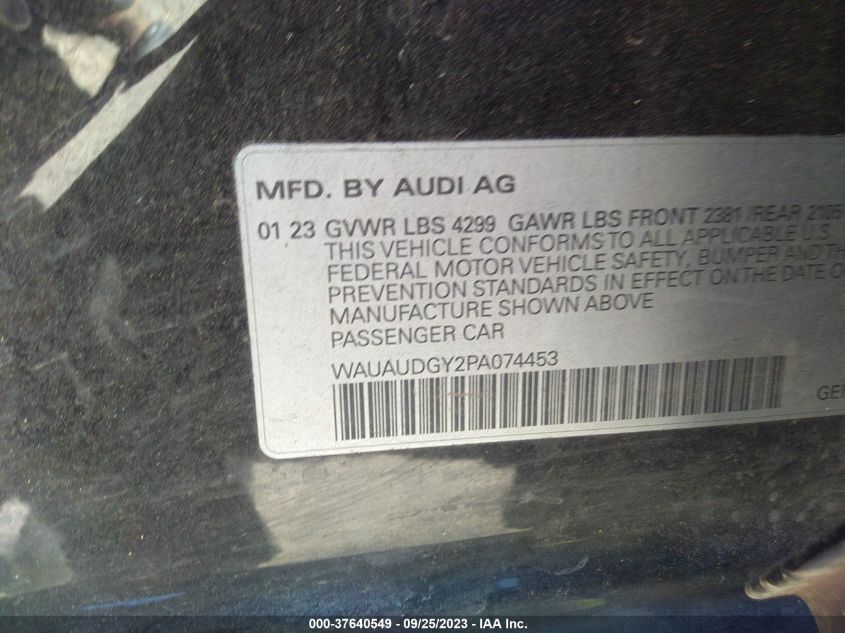 MFD. BY AUDI AG
01 23 GVWR LBS 4299 GAWR LBS FRONT 2381 /REAR
THIS VEHICLE CONFORMS TO ALL APPLICABLE U.S.
FEDERAL MOTOR VEHICLE SAFETY, BUMPER AND TH
PREVENTION STANDARDS IN EFFECT ON THE DATE O
MANUFACTURE SHOWN ABOVE
PASSENGER CAR
WAUAUDGY2PA074453
GE
000-37640549 / 09/25/2023 - IAA Inc.